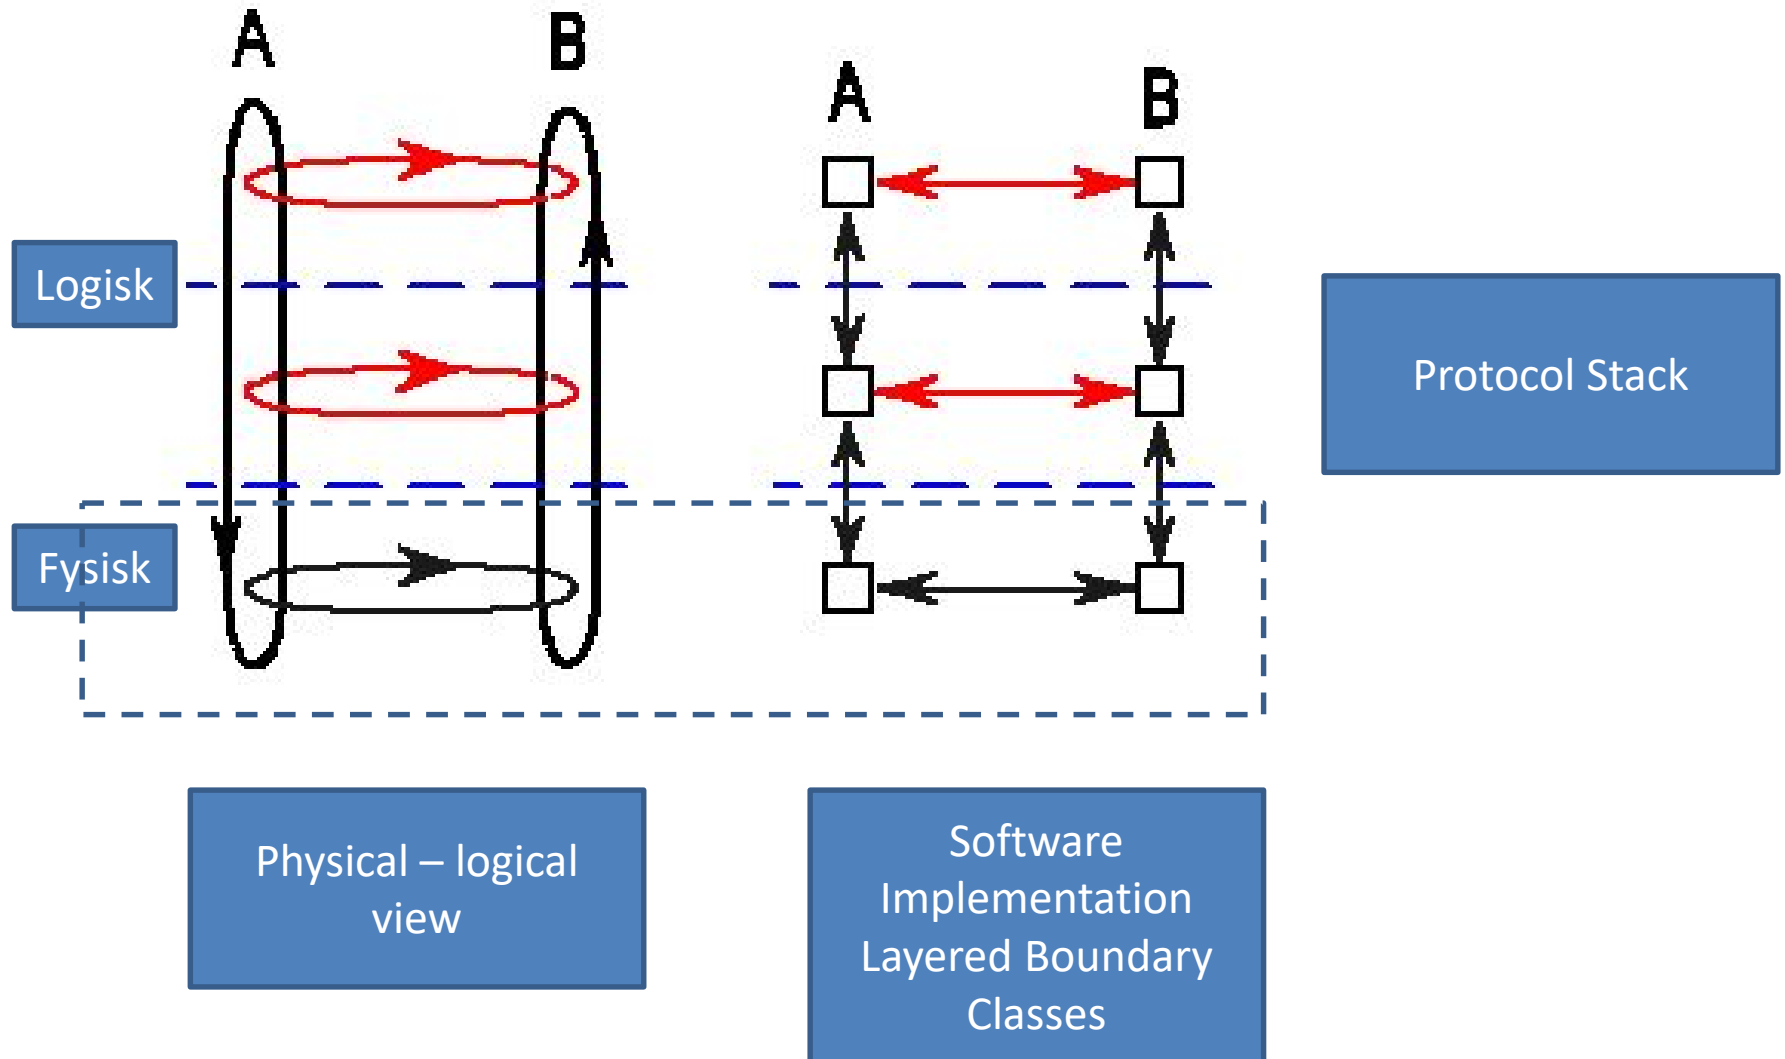 A
B
A
B
Logisk
Protocol Stack
Fysisk
Physical – logical
view
Software
Implementation
Layered Boundary
Classes